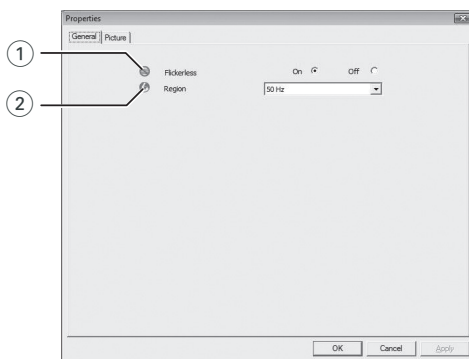 Properties
General Picture
1 Flickerless On Off
2 Region 50 Hz
OK Cancel Apply